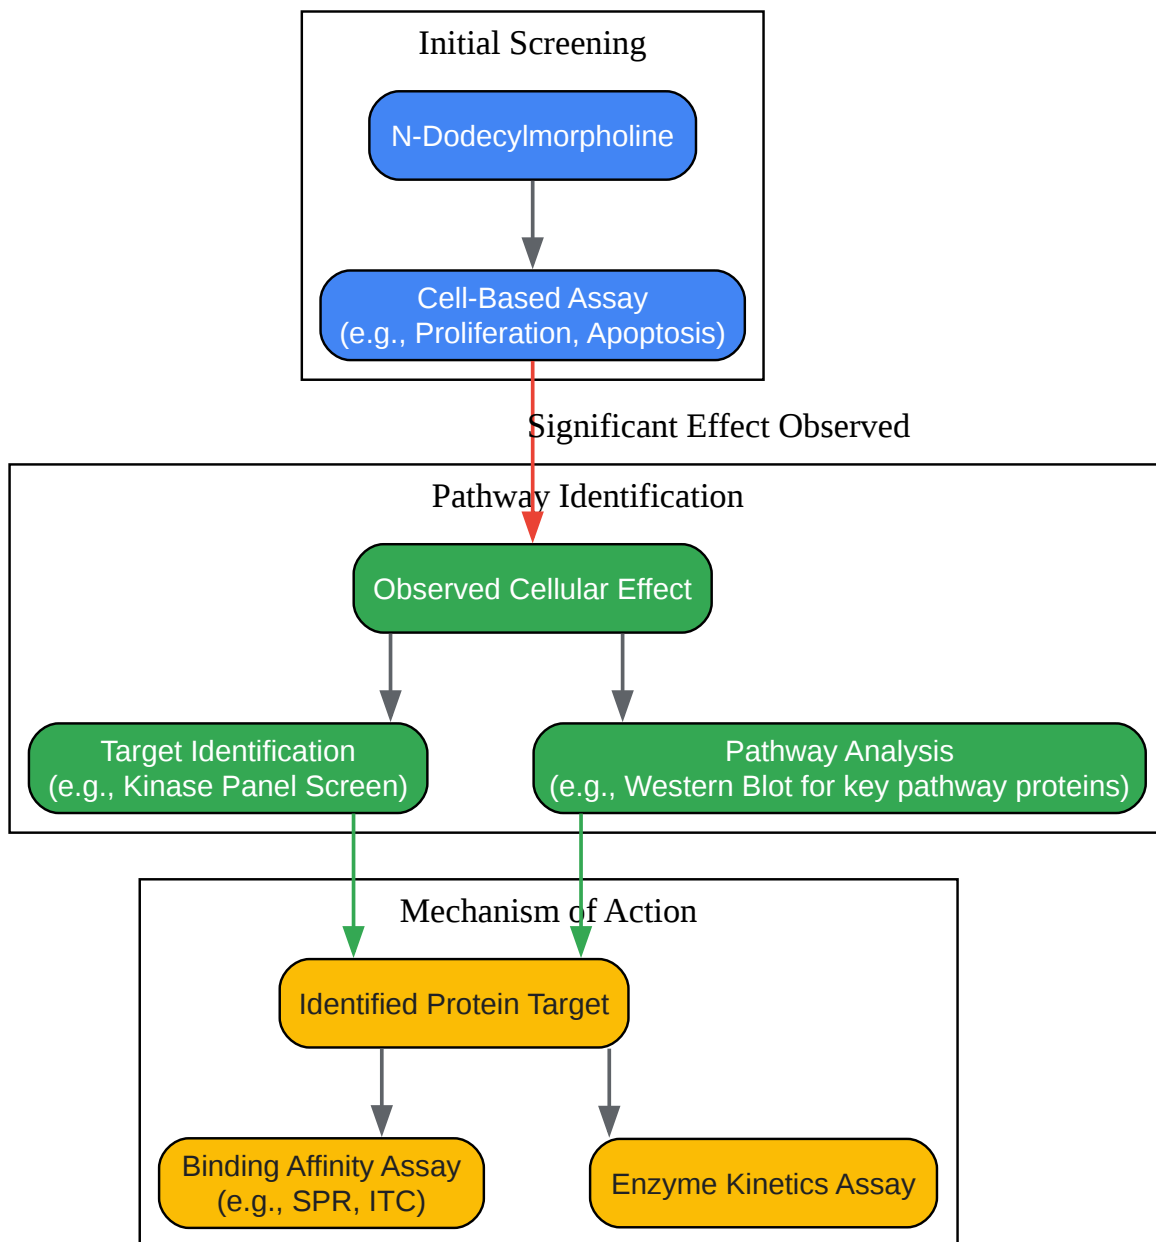 Initial Screening
N-Dodecylmorpholine
Cell-Based Assay
(e.g., Proliferation, Apoptosis)
Significant Effect Observed
Pathway Identification
Observed Cellular Effect
Target Identification
(e.g., Kinase Panel Screen)
Pathway Analysis
(e.g., Western Blot for key pathway proteins)
Mechanism of Action
Identified Protein Target
Binding Affinity Assay
(e.g., SPR, ITC)
Enzyme Kinetics Assay